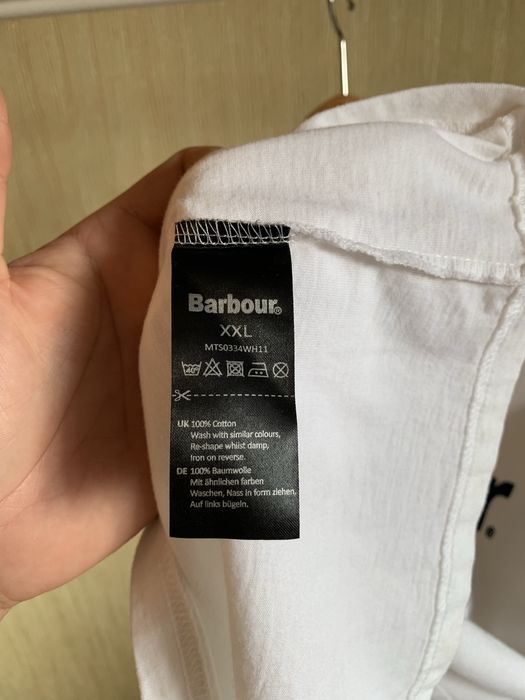 Barbour®
XXL
MTS0334WH11
40°
UK 100% Cotton
Wash with similar colours,
Re-shape whilst damp,
Iron on reverse.
DE 100% Baumwolle
Mit ähnlichen farben
Waschen, Nass in form ziehen,
Auf links bügeln.
r.